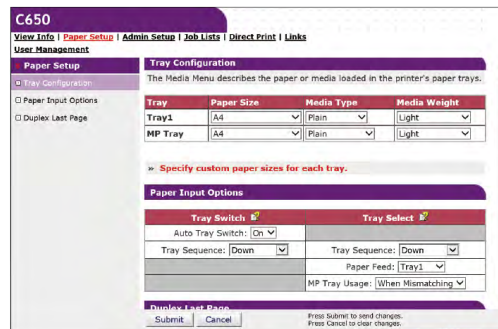 C650
View Info | Paper Setup | Admin Setup | Job Lists | Direct Print | Links
User Management
Paper Setup
Tray Configuration
Paper Input Options
Duplex Last Page
Tray Configuration
The Media Menu describes the paper or media loaded in the printer's paper trays.
Tray Paper Size Media Type Media Weight
Tray1 A4 Plain Light
MP Tray A4 Plain Light
» Specify custom paper sizes for each tray.
Paper Input Options
Tray Switch Tray Select
Auto Tray Switch: On
Tray Sequence: Down Tray Sequence: Down
Paper Feed: Tray1
MP Tray Usage: When Mismatching
Duplex Last Page
Submit Cancel Press Submit to send changes.
Press Cancel to clear changes.